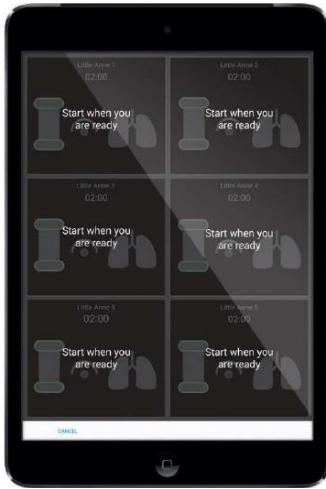 Little Anne 1
02:00
Start when you
are ready
Little Anne 2
02:00
Start when you
are ready
Little Anne 3
02:00
Start when you
are ready
Little Anne 4
02:00
Start when you
are ready
Little Anne 5
02:00
Start when you
are ready
Little Anne 6
02:00
Start when you
are ready
CANCEL